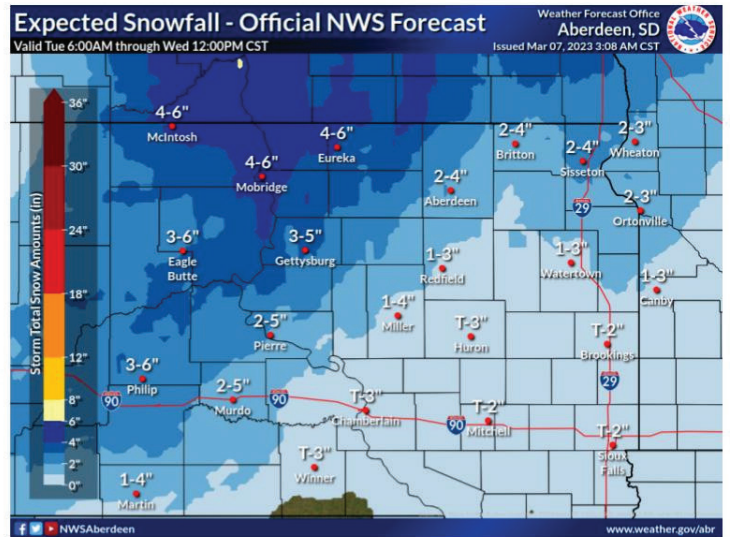 Expected Snowfall - Official NWS Forecast
Valid Tue 6:00AM through Wed 12:00PM CST
Weather Forecast Office
Aberdeen, SD
Issued Mar 07, 2023 3:08 AM CST
NATIONAL WEATHER SERVICE
Storm Total Snow Amounts (in)
36"
30"
24"
18"
12"
8"
6"
4"
2"
0"
4-6"
McIntosh
4-6"
Mobridge
4-6"
Eureka
2-4"
Britton
2-4"
Sisseton
2-3"
Wheaton
2-4"
Aberdeen
29
2-3"
Ortonville
3-6"
Eagle
Butte
3-5"
Gettysburg
1-3"
Redfield
1-3"
Watertown
1-3"
Canby
1-4"
Miller
2-5"
Pierre
T-3"
Huron
T-2"
Brookings
3-6"
Philip
90
2-5"
Murdo
90
T-3"
Chamberlain
90
T-2"
Mitchell
29
T-2"
Sioux
Falls
T-3"
Winner
1-4"
Martin
NWSAberdeen
www.weather.gov/abr